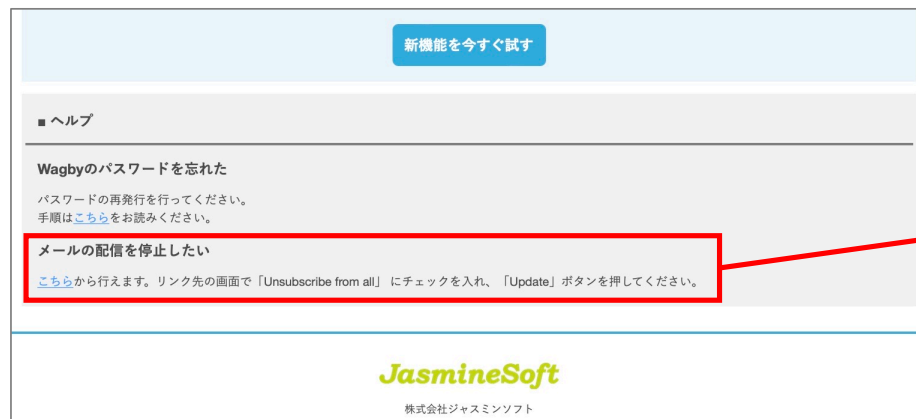 新機能を今すぐ試す
■ ヘルプ
Wagbyのパスワードを忘れた
パスワードの再発行を行ってください。
手順はこちらをお読みください。
メールの配信を停止したい
こちらから行えます。リンク先の画面で「Unsubscribe from all」 にチェックを入れ、「Update」ボタンを押してください。
JasmineSoft
株式会社ジャスミンソフト